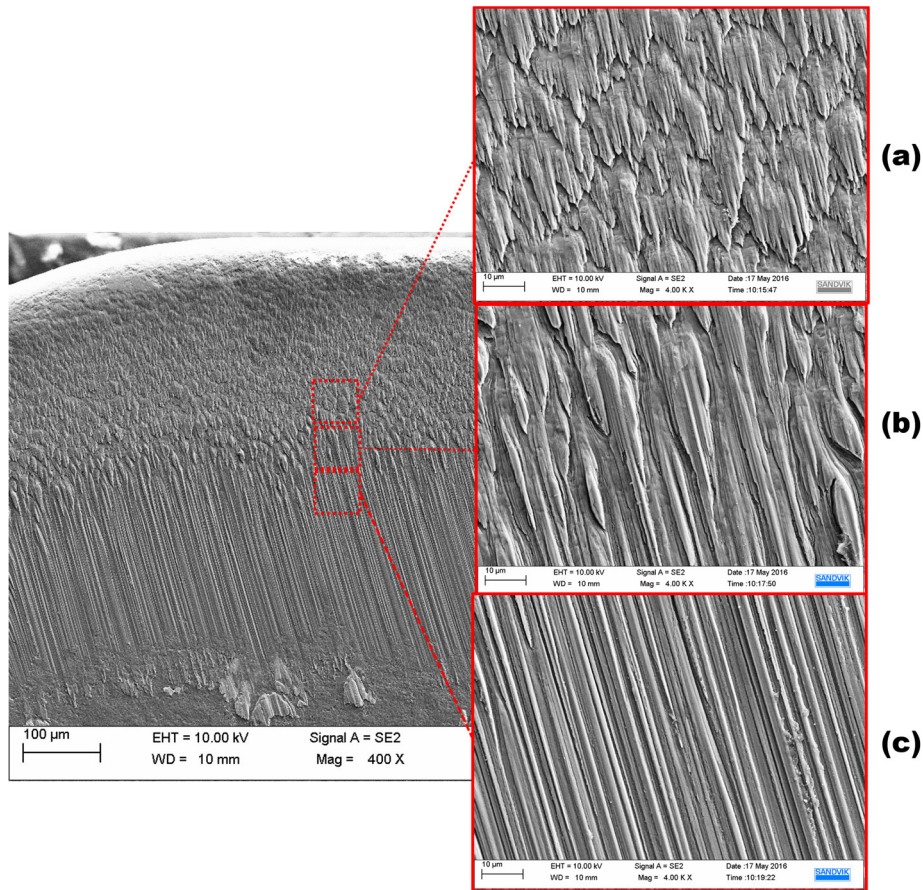 (a)
10 µm EHT = 10.00 kV Signal A = SE2 Date :17 May 2016
WD = 10 mm Mag = 4.00 K X Time :10:15:47
SANDVIK
(b)
10 µm EHT = 10.00 kV Signal A = SE2 Date :17 May 2016
WD = 10 mm Mag = 4.00 K X Time :10:17:50
SANDVIK
100 µm EHT = 10.00 kV Signal A = SE2
WD = 10 mm Mag = 400 X
(c)
10 µm EHT = 10.00 kV Signal A = SE2 Date :17 May 2016
WD = 10 mm Mag = 4.00 K X Time :10:19:22
SANDVIK